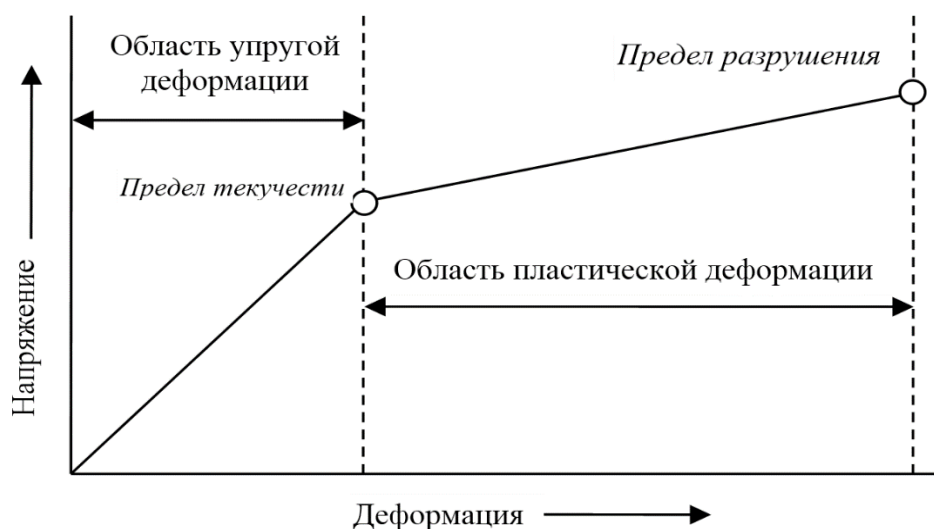 Область упругой
деформации
Предел разрушения
Предел текучести
Область пластической деформации
Напряжение
Деформация